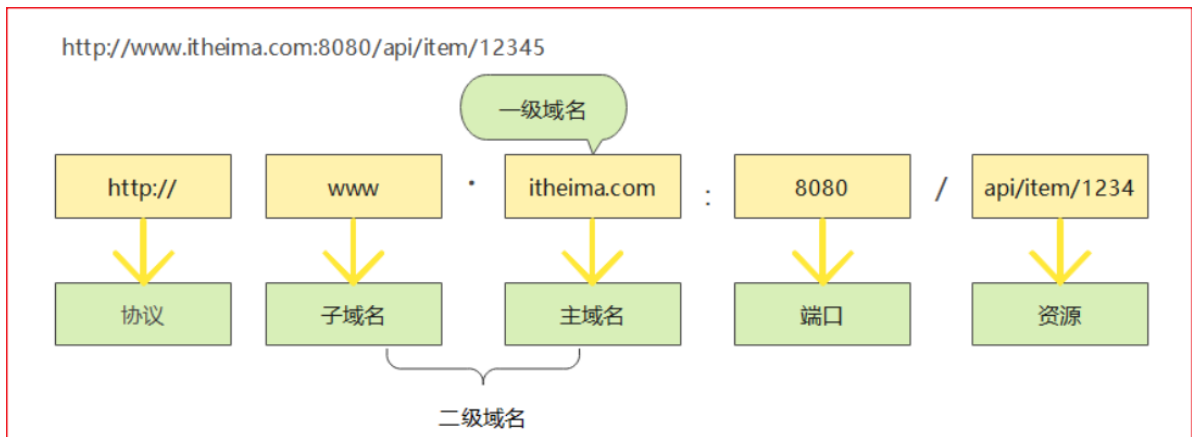 http://www.itheima.com:8080/api/item/12345
一级域名
http:// www . itheima.com : 8080 / api/item/1234
协议 子域名 主域名 端口 资源
二级域名